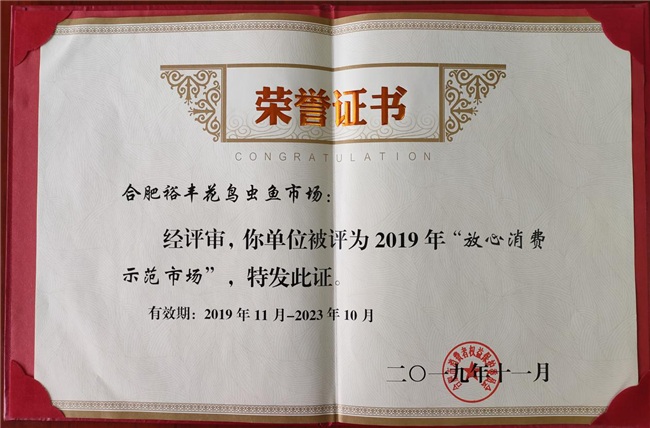 荣誉证书
CONGRATULATION
合肥裕丰花鸟虫鱼市场：
经评审，你单位被评为2019年“放心消费
示范市场”，特发此证。
有效期：2019年11月-2023年10月
二〇一九年十一月